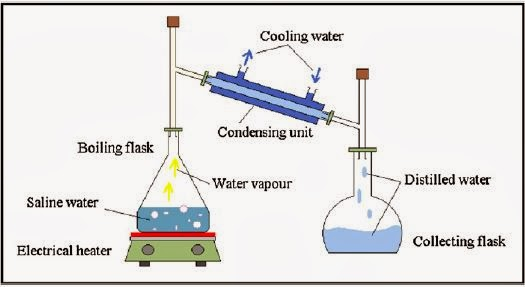 Cooling water
Condensing unit
Boiling flask
Water vapour
Distilled water
Saline water
Electrical heater
Collecting flask